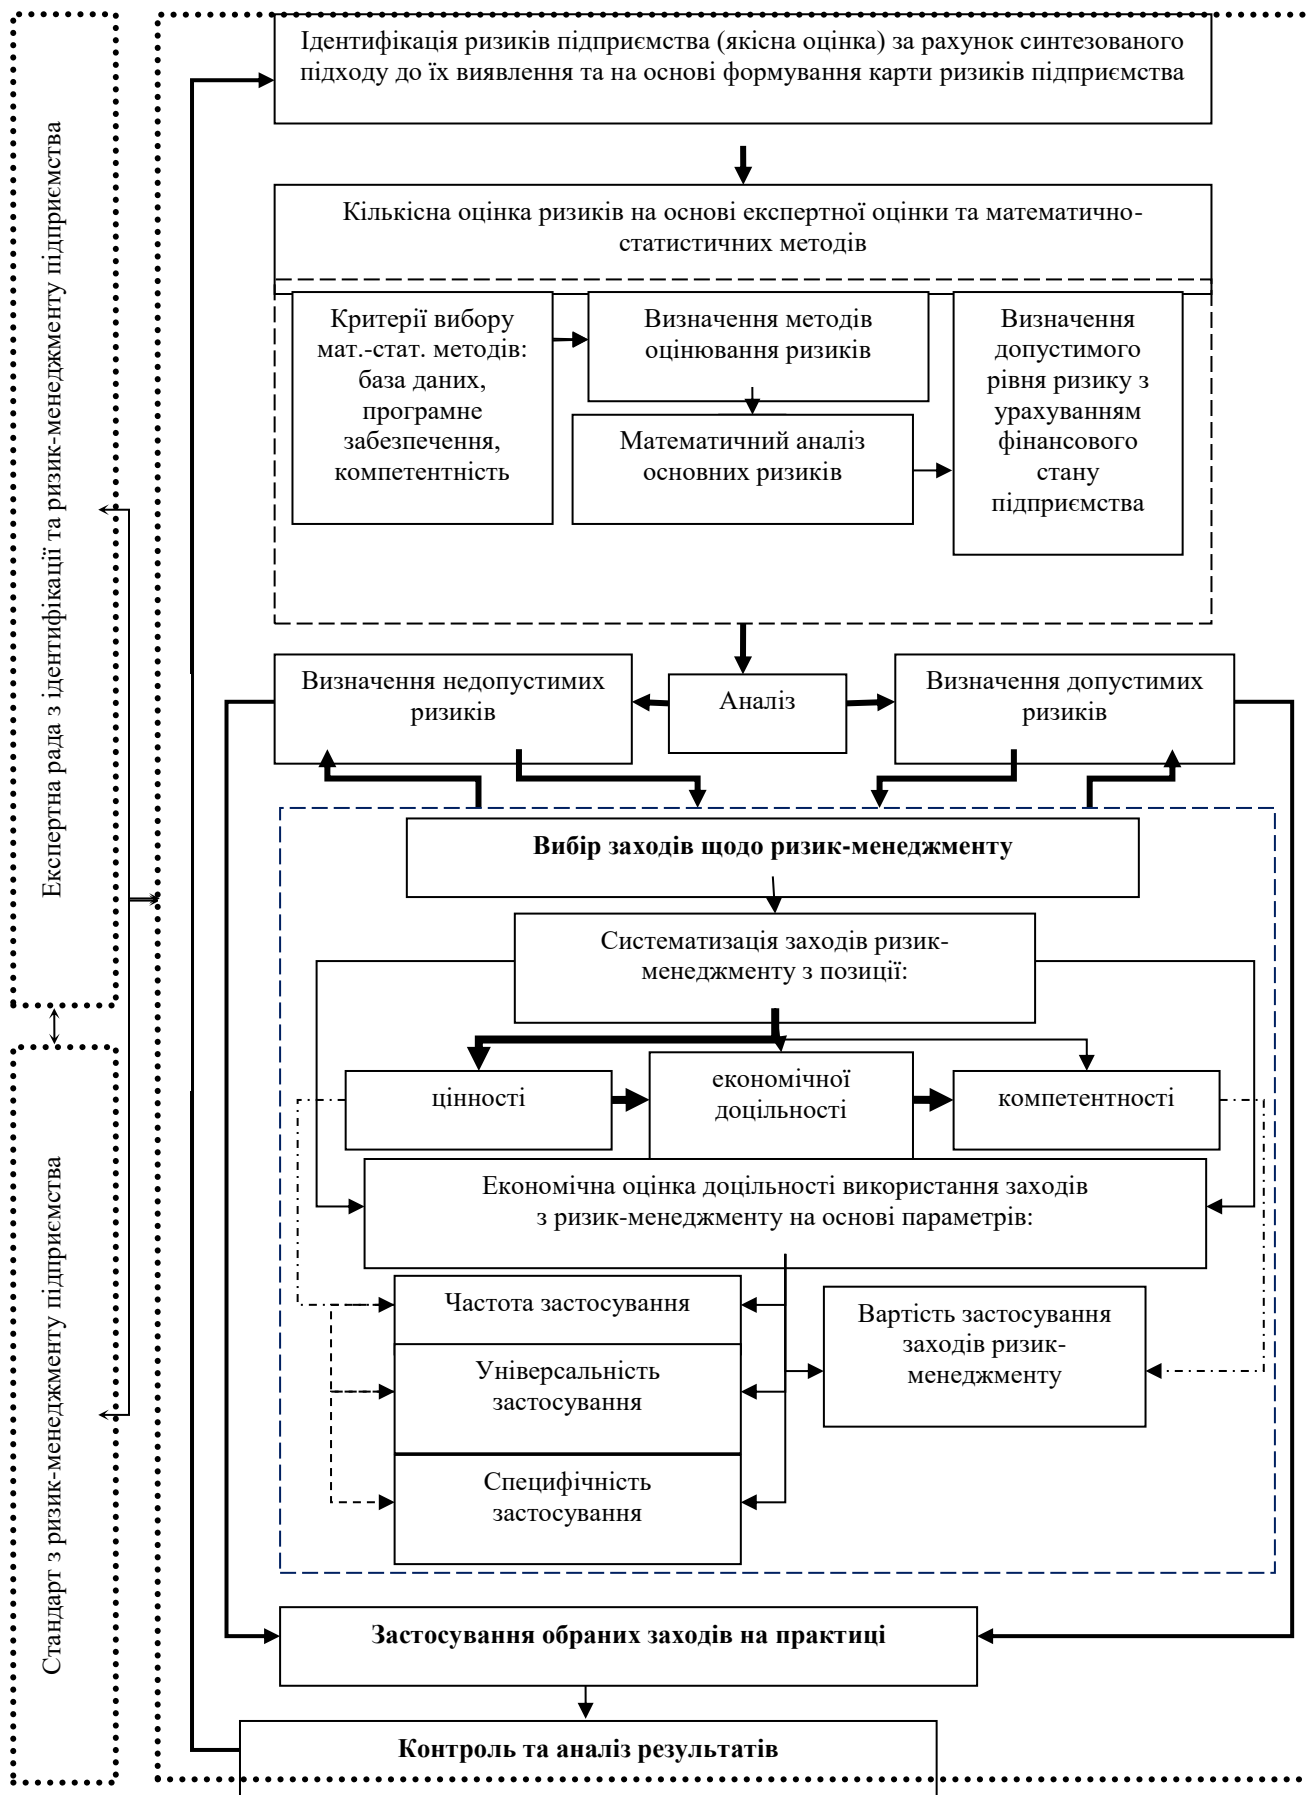 Експертна рада з ідентифікації та ризик-менеджменту підприємства
Стандарт з ризик-менеджменту підприємства
Ідентифікація ризиків підприємства (якісна оцінка) за рахунок синтезованого
підходу до їх виявлення та на основі формування карти ризиків підприємства
Кількісна оцінка ризиків на основі експертної оцінки та математично-
статистичних методів
Критерії вибору
мат.-стат. методів:
база даних,
програмне
забезпечення,
компетентність
Визначення методів
оцінювання ризиків
Математичний аналіз
основних ризиків
Визначення
допустимого
рівня ризику з
урахуванням
фінансового
стану
підприємства
Визначення недопустимих
ризиків
Аналіз
Визначення допустимих
ризиків
Вибір заходів щодо ризик-менеджменту
Систематизація заходів ризик-
менеджменту з позиції:
цінності
економічної
доцільності
компетентності
Економічна оцінка доцільності використання заходів
з ризик-менеджменту на основі параметрів:
Частота застосування
Універсальність
застосування
Специфічність
застосування
Вартість застосування
заходів ризик-
менеджменту
Застосування обраних заходів на практиці
Контроль та аналіз результатів